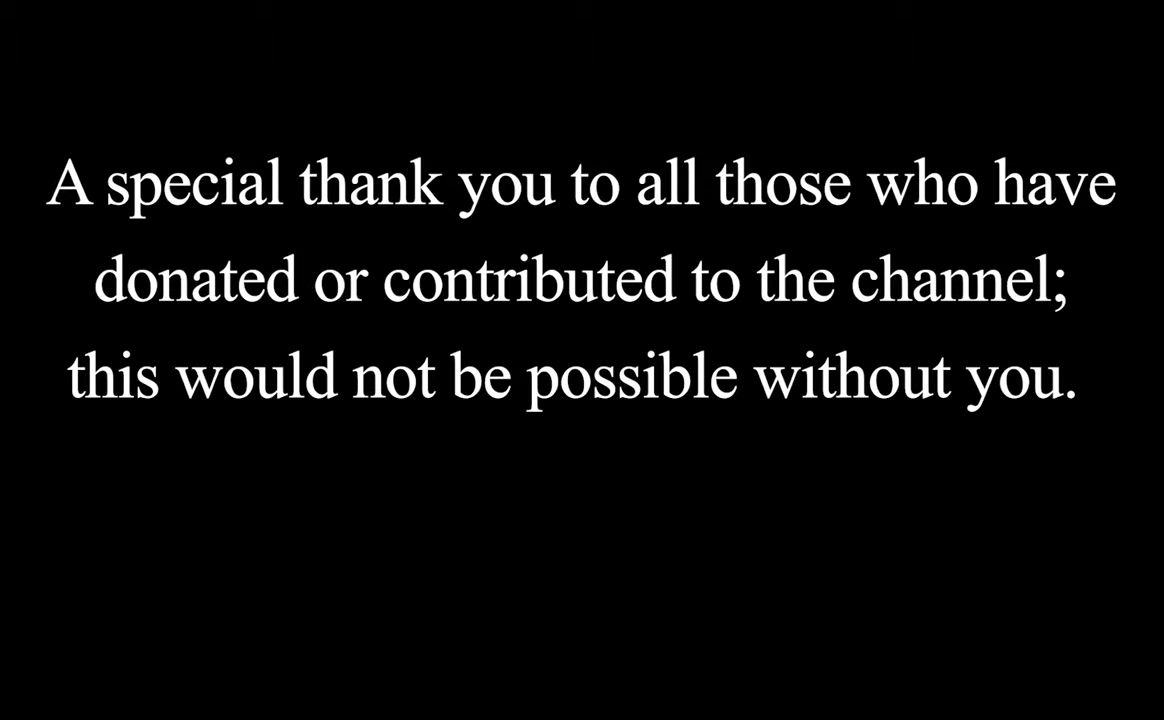 A special thank you to all those who have
donated or contributed to the channel;
this would not be possible without you.